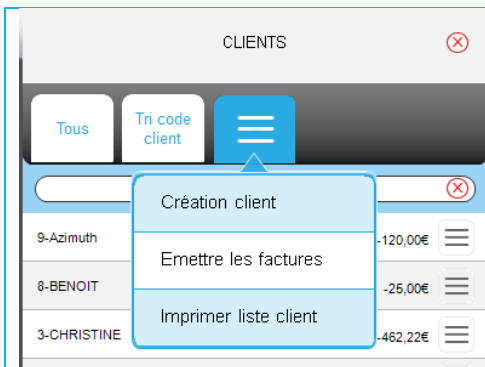 CLIENTS
Tous
Tri code
client
Création client
9-Azimuth
-120,00€
Emettre les factures
8-BENOIT
-25,00€
Imprimer liste client
3-CHRISTINE
-462,22€